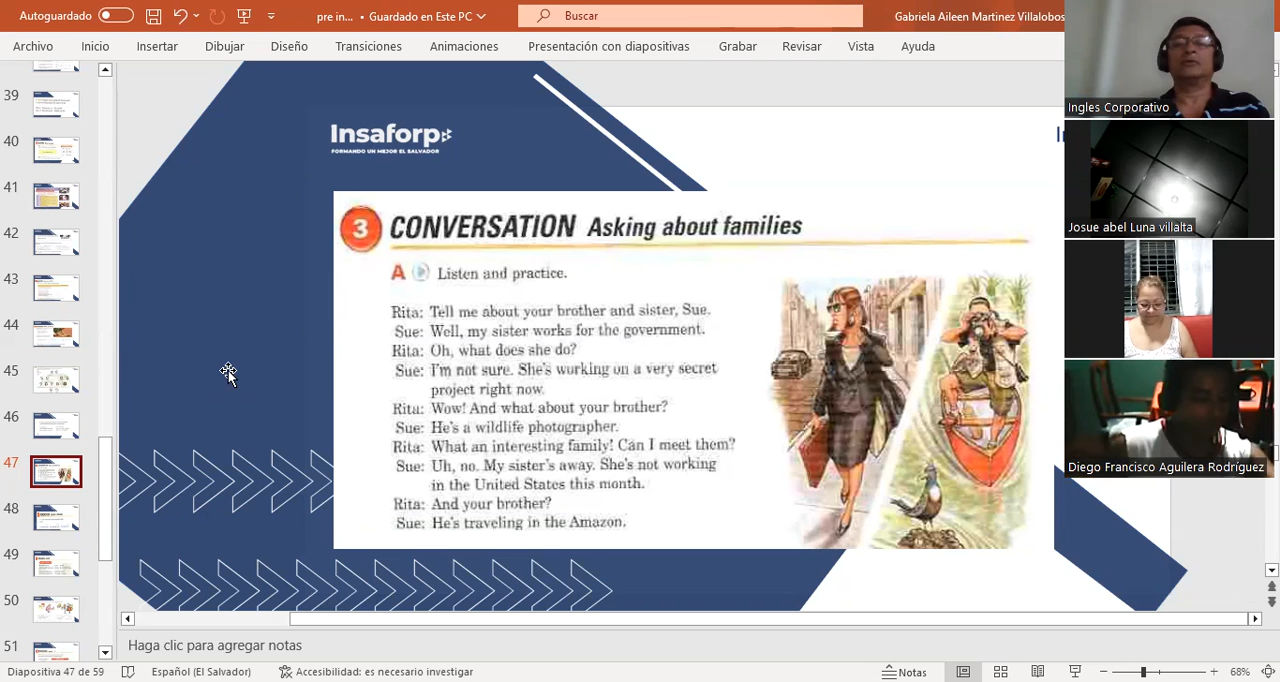 Autoguardado
pre in... • Guardado en Este PC
Buscar
Gabriela Aileen Martinez Villalobos
Archivo Inicio Insertar Dibujar Diseño Transiciones Animaciones Presentación con diapositivas Grabar Revisar Vista Ayuda
39
40
41
42
43
44
45
46
47
48
49
50
51
Insaforp
FORMANDO UN MEJOR EL SALVADOR
3 CONVERSATION Asking about families
A Listen and practice.
Rita: Tell me about your brother and sister, Sue.
Sue: Well, my sister works for the government.
Rita: Oh, what does she do?
Sue: I'm not sure. She's working on a very secret
project right now.
Rita: Wow! And what about your brother?
Sue: He's a wildlife photographer.
Rita: What an interesting family! Can I meet them?
Sue: Uh, no. My sister's away. She's not working
in the United States this month.
Rita: And your brother?
Sue: He's traveling in the Amazon.
Ingles Corporativo
Josue abel Luna villalta
Diego Francisco Aguilera Rodriguez
Haga clic para agregar notas
Diapositiva 47 de 59
Español (El Salvador)
Accesibilidad: es necesario investigar
Notas
68%